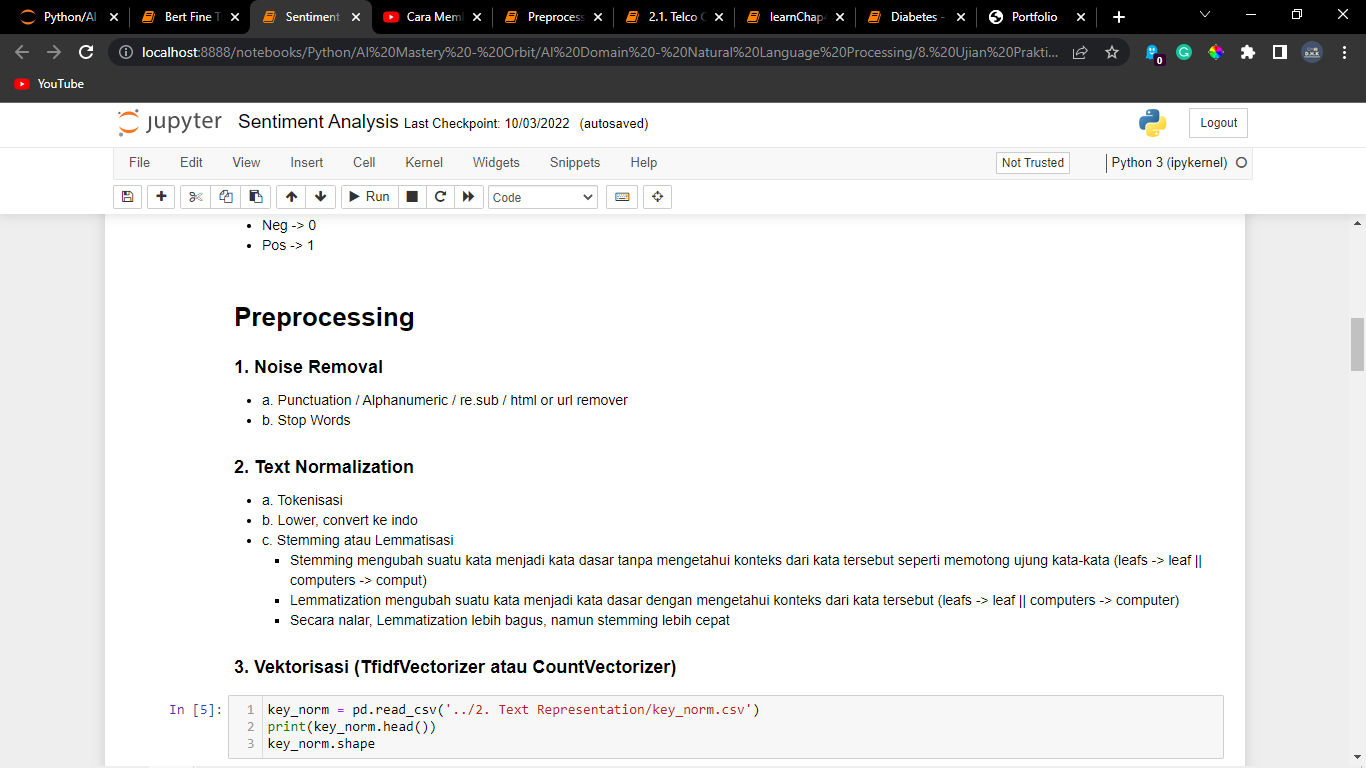 Python/AI
Bert Fine T
Sentiment
Cara Mem
Preprocess
2.1. Telco C
learnChap
Diabetes -
Portfolio
localhost:8888/notebooks/Python/AI%20Mastery%20-%20Orbit/AI%20Domain%20-%20Natural%20Language%20Processing/8.%20Ujian%20Prakti...
0
YouTube
jupyter Sentiment Analysis Last Checkpoint: 10/03/2022 (autosaved)
Logout
File Edit View Insert Cell Kernel Widgets Snippets Help
Not Trusted
Python 3 (ipykernel)
Run
Code
• Neg -> 0
• Pos -> 1
Preprocessing
1. Noise Removal
• a. Punctuation / Alphanumeric / re.sub / html or url remover
• b. Stop Words
2. Text Normalization
• a. Tokenisasi
• b. Lower, convert ke indo
• c. Stemming atau Lemmatisasi
▪ Stemming mengubah suatu kata menjadi kata dasar tanpa mengetahui konteks dari kata tersebut seperti memotong ujung kata-kata (leafs -> leaf ||
computers -> comput)
▪ Lemmatization mengubah suatu kata menjadi kata dasar dengan mengetahui konteks dari kata tersebut (leafs -> leaf || computers -> computer)
▪ Secara nalar, Lemmatization lebih bagus, namun stemming lebih cepat
3. Vektorisasi (TfidfVectorizer atau CountVectorizer)
In [5]:
1 key_norm = pd.read_csv('../2. Text Representation/key_norm.csv')
2 print(key_norm.head())
3 key_norm.shape